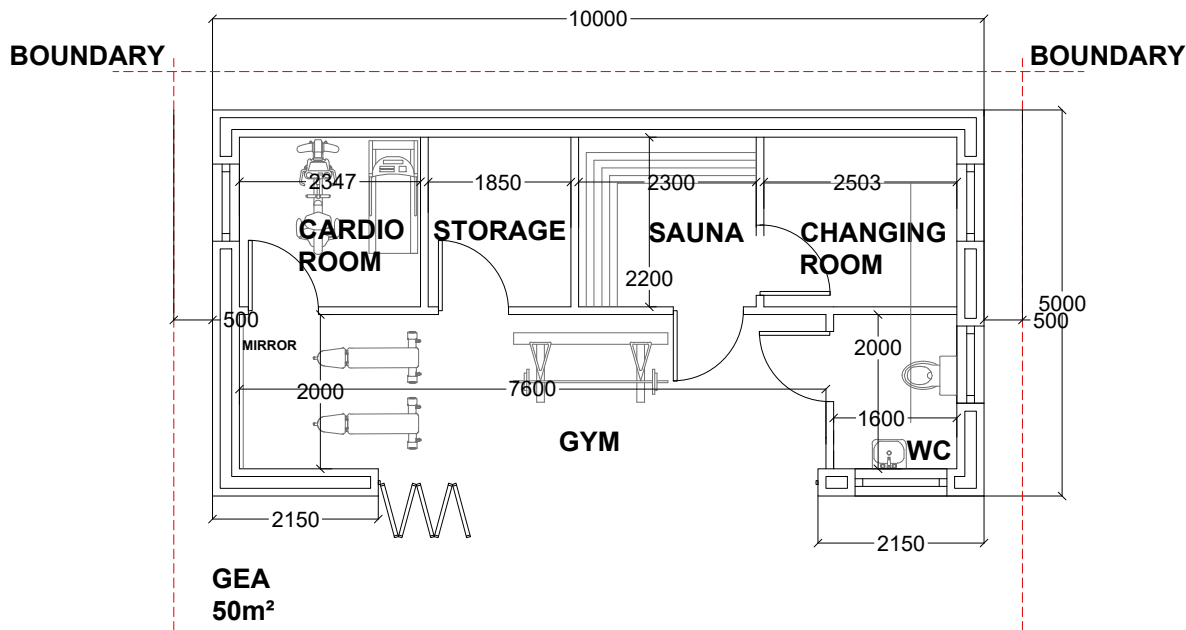 10000
BOUNDARY
BOUNDARY
2347
1850
2300
2503
CARDIO
ROOM
STORAGE
SAUNA
CHANGING
ROOM
2200
5000
500
500
MIRROR
2000
2000
7600
1600
GYM
WC
2150
2150
GEA
50m²